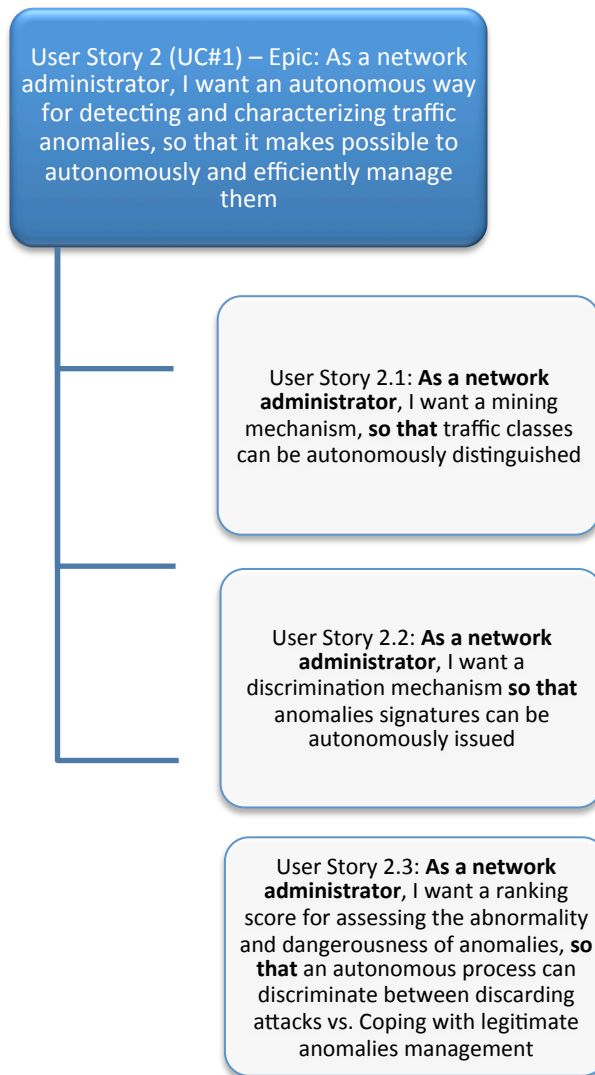 User Story 2 (UC#1) – Epic: As a network
administrator, I want an autonomous way
for detecting and characterizing traffic
anomalies, so that it makes possible to
autonomously and efficiently manage
them
User Story 2.1: As a network
administrator, I want a mining
mechanism, so that traffic classes
can be autonomously distinguished
User Story 2.2: As a network
administrator, I want a
discrimination mechanism so that
anomalies signatures can be
autonomously issued
User Story 2.3: As a network
administrator, I want a ranking
score for assessing the abnormality
and dangerousness of anomalies, so
that an autonomous process can
discriminate between discarding
attacks vs. Coping with legitimate
anomalies management